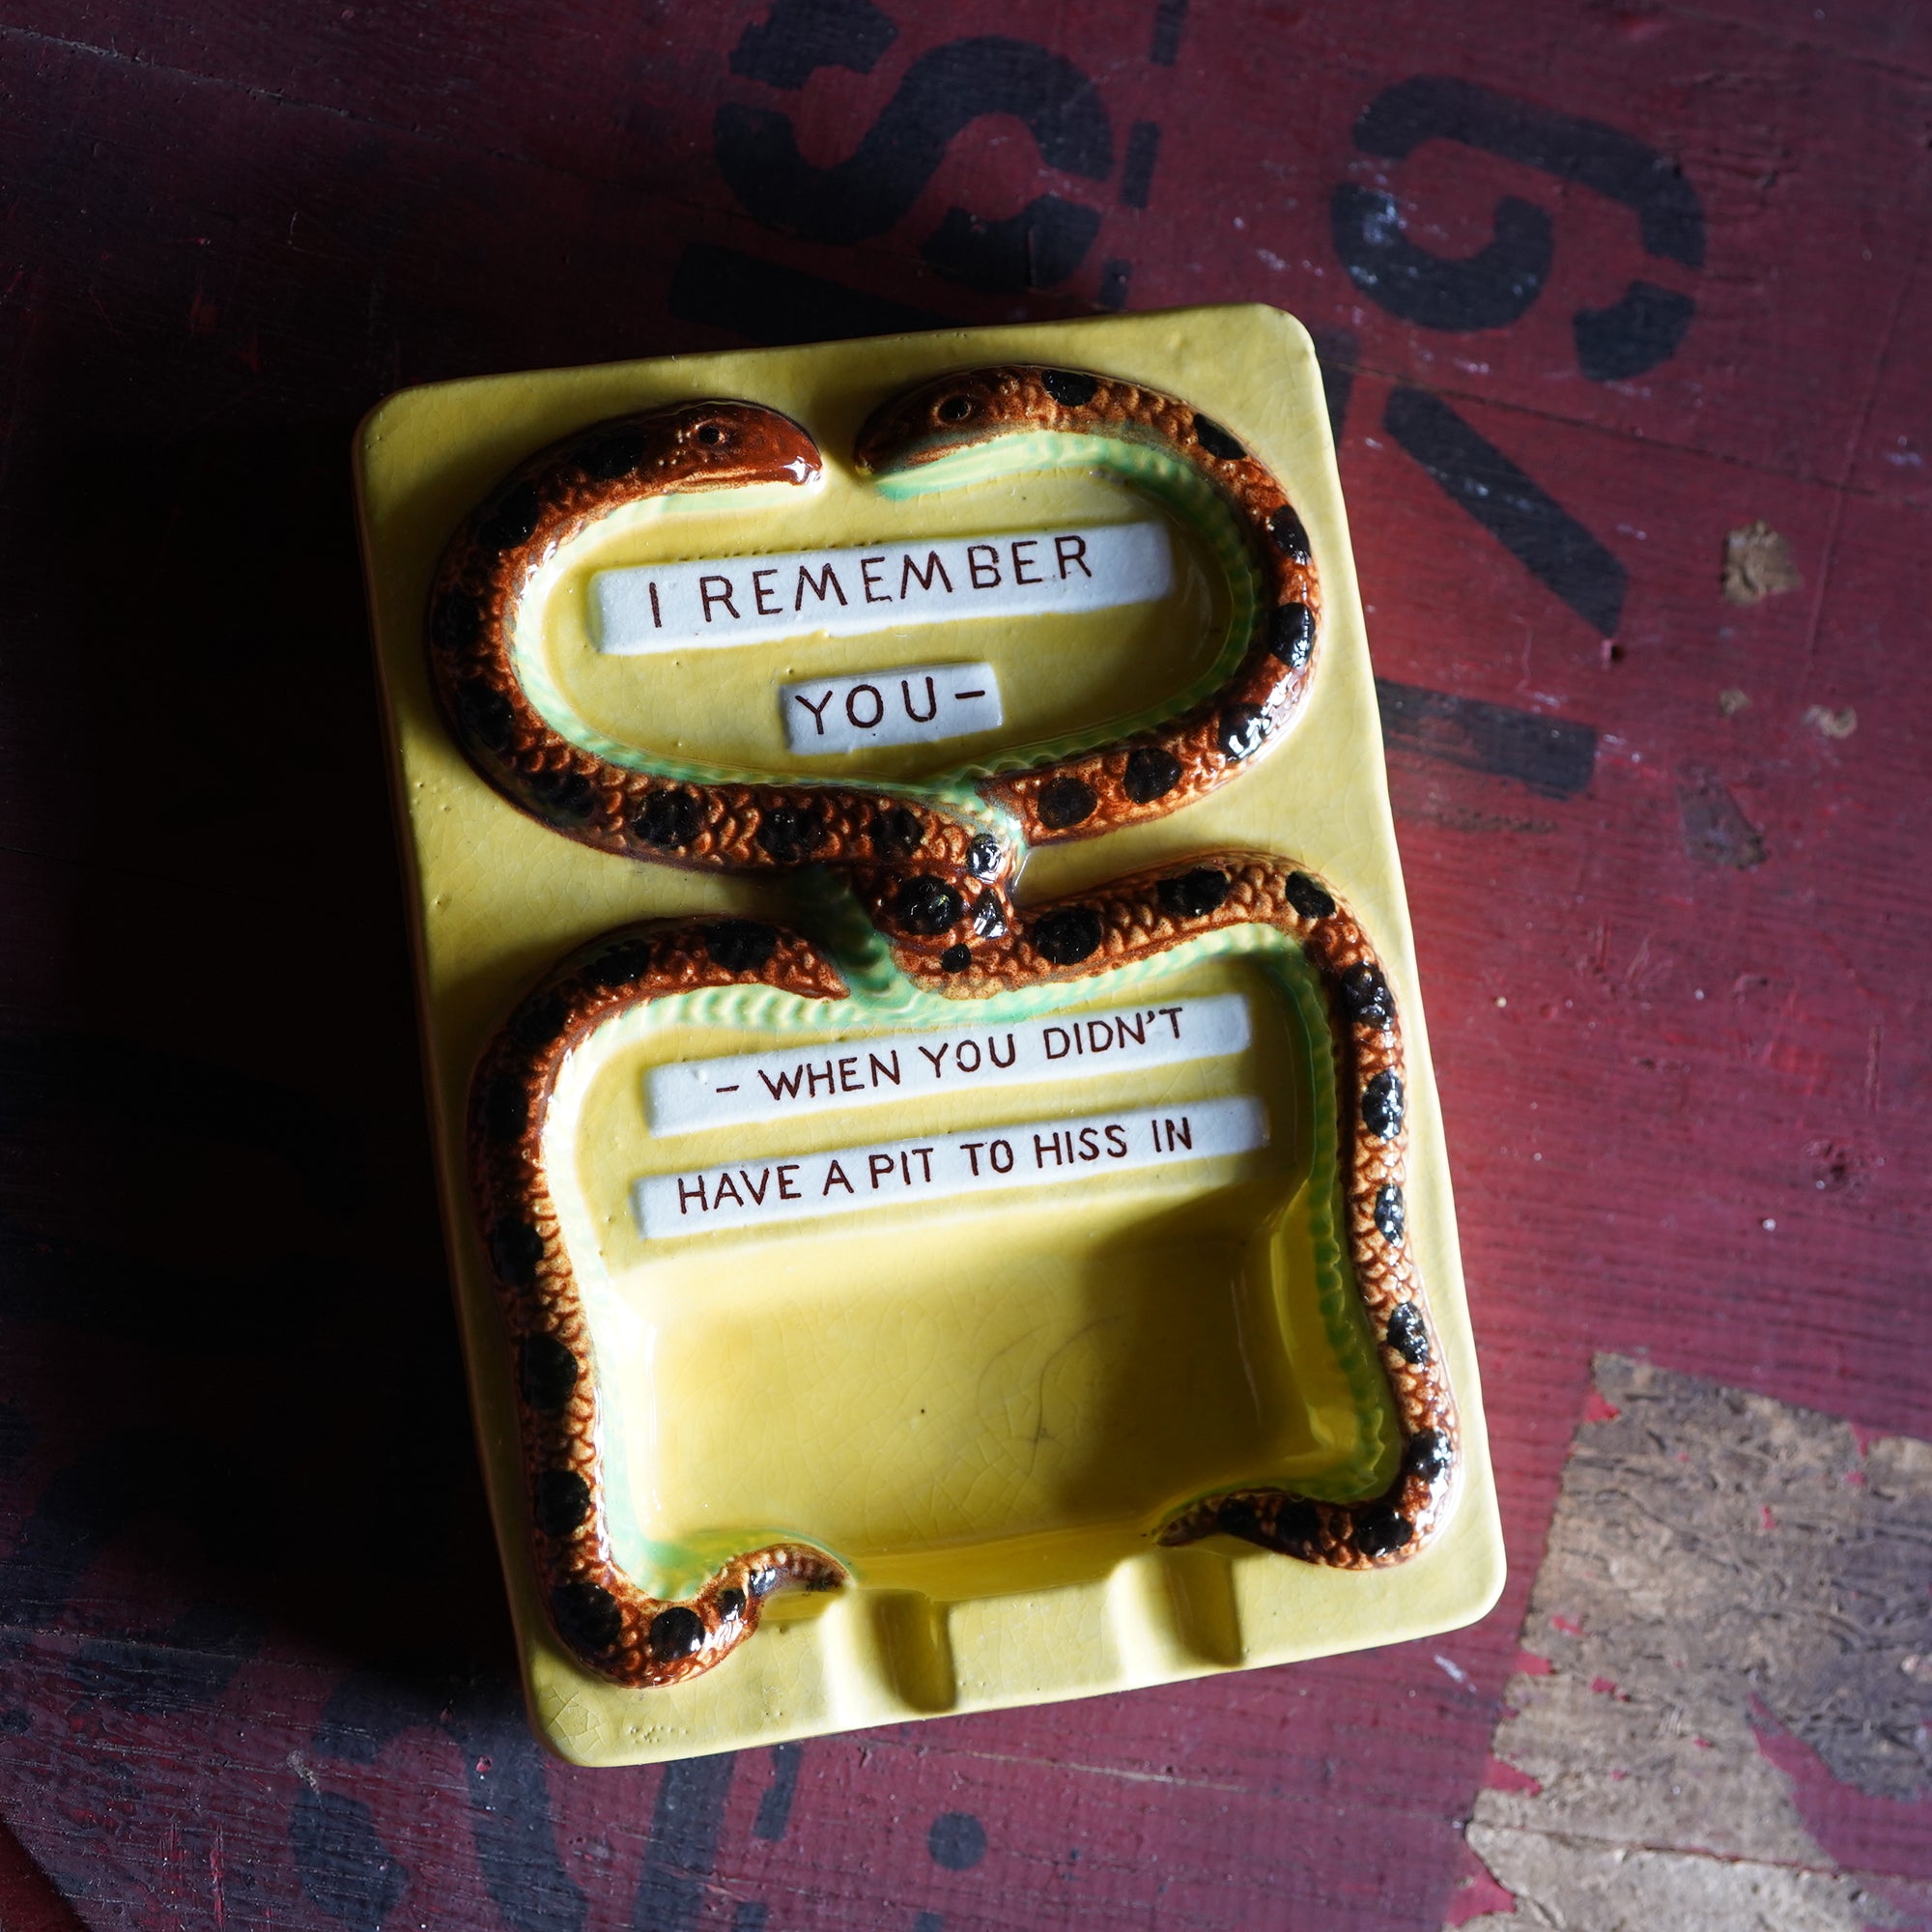 I REMEMBER
YOU-
- WHEN YOU DIDN'T
HAVE A PIT TO HISS IN